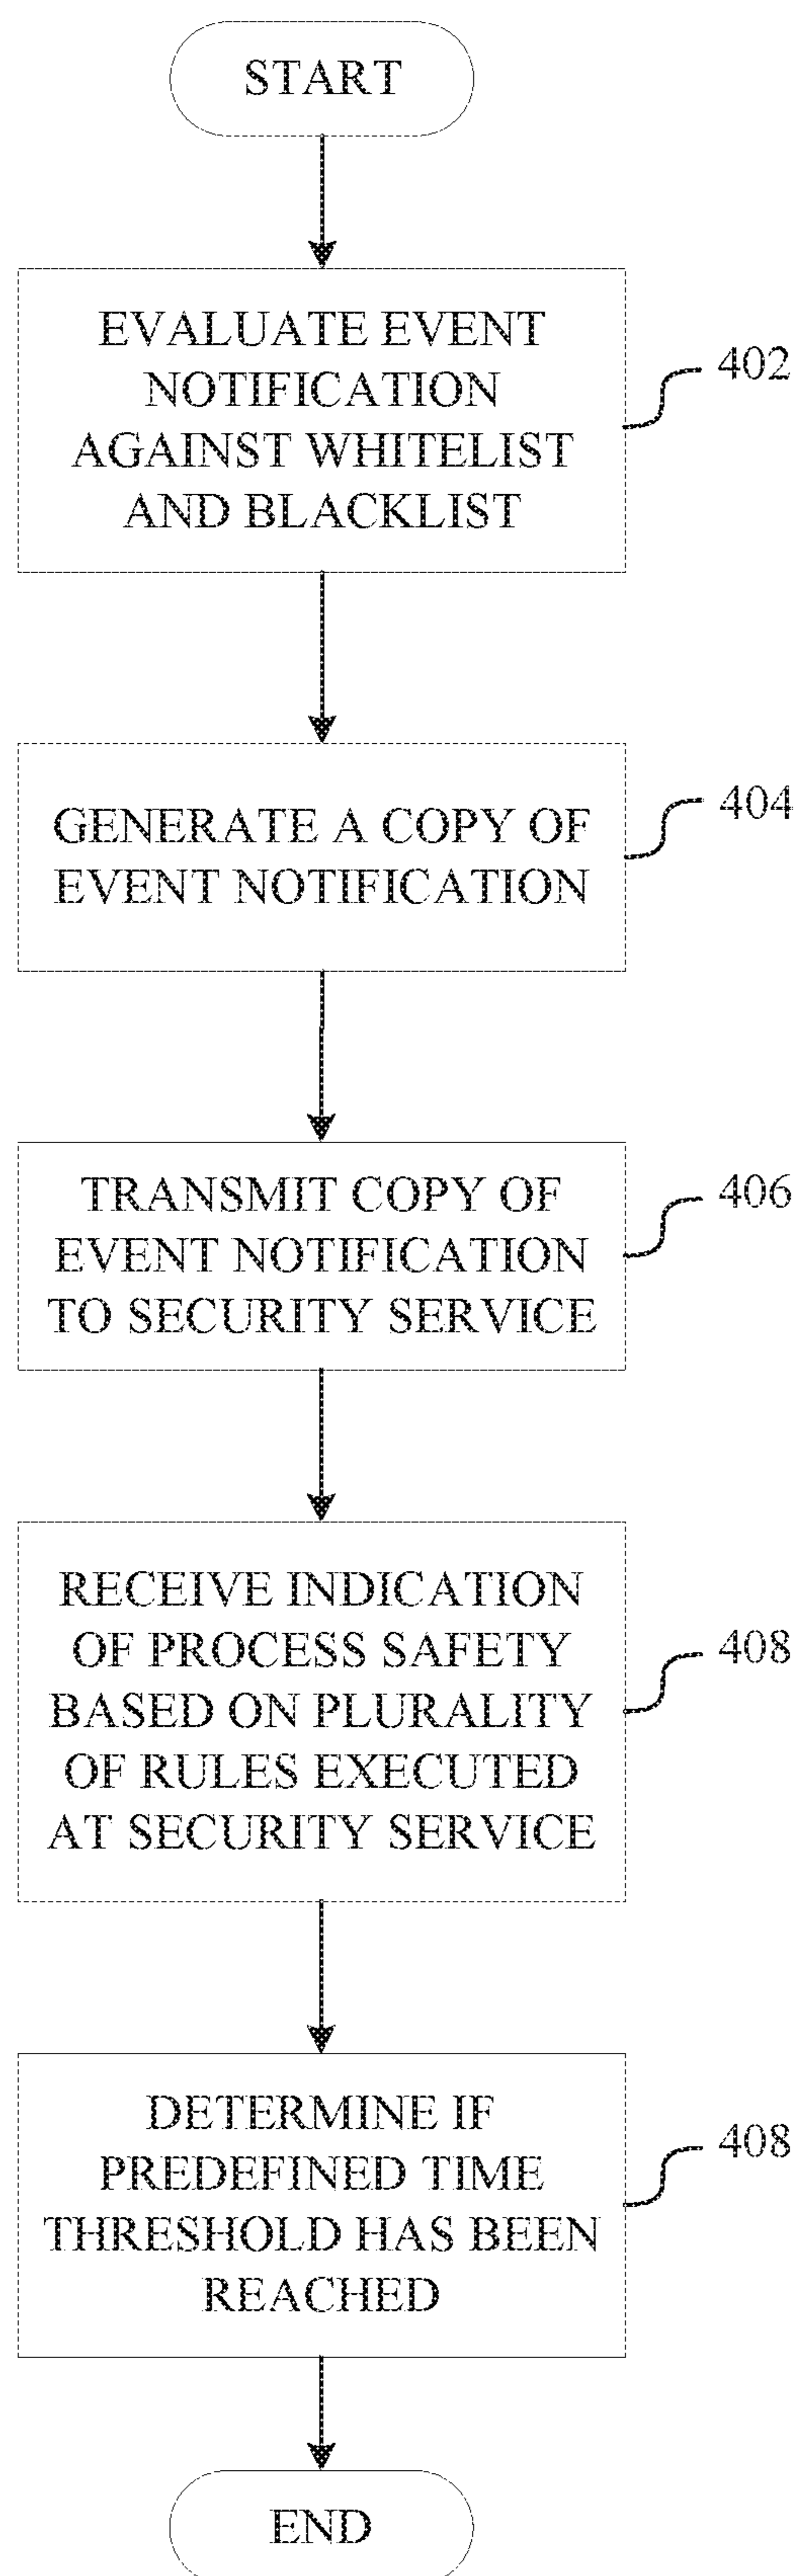 START
EVALUATE EVENT
NOTIFICATION
AGAINST WHITELIST
AND BLACKLIST
402
GENERATE A COPY OF
EVENT NOTIFICATION
404
TRANSMIT COPY OF
EVENT NOTIFICATION
TO SECURITY SERVICE
406
RECEIVE INDICATION
OF PROCESS SAFETY
BASED ON PLURALITY
OF RULES EXECUTED
AT SECURITY SERVICE
408
DETERMINE IF
PREDEFINED TIME
THRESHOLD HAS BEEN
REACHED
408
END